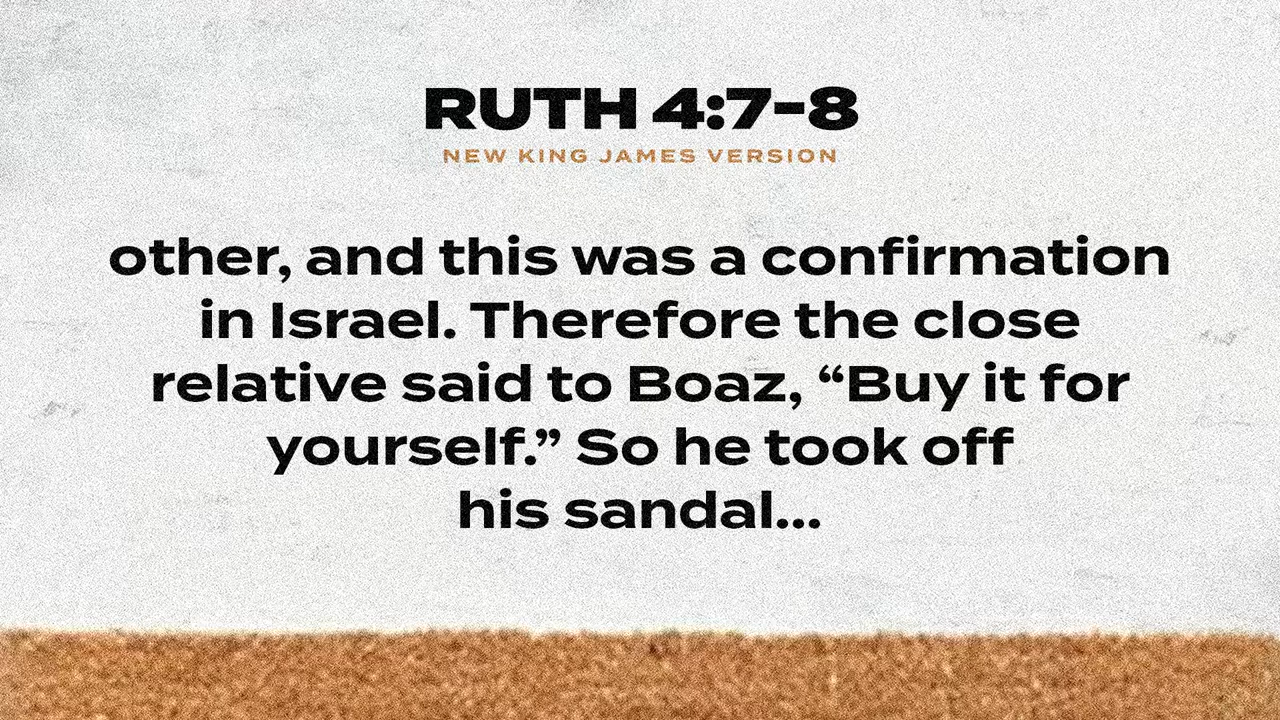 RUTH 4:7–8
NEW KING JAMES VERSION
other, and this was a confirmation
in Israel. Therefore the close
relative said to Boaz, “Buy it for
yourself.” So he took off
his sandal...